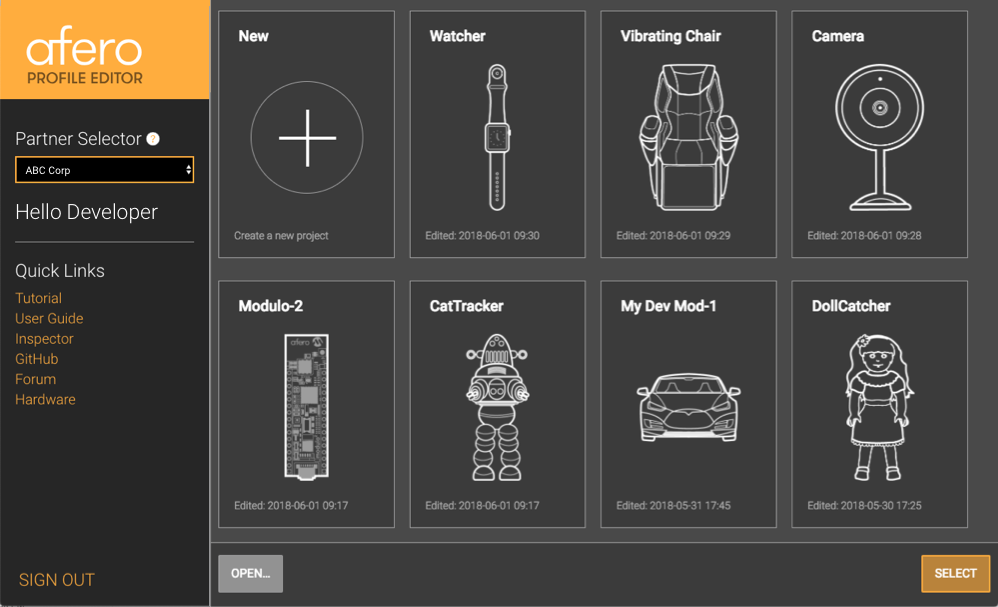 afero
PROFILE EDITOR
Partner Selector ?
ABC Corp
Hello Developer
Quick Links
Tutorial
User Guide
Inspector
GitHub
Forum
Hardware
SIGN OUT
New
Create a new project
Watcher
Edited: 2018-06-01 09:30
Vibrating Chair
Edited: 2018-06-01 09:29
Camera
Edited: 2018-06-01 09:28
Modulo-2
afero
Edited: 2018-06-01 09:17
CatTracker
Edited: 2018-06-01 09:17
My Dev Mod-1
Edited: 2018-05-31 17:45
DollCatcher
Edited: 2018-05-30 17:25
OPEN...
SELECT